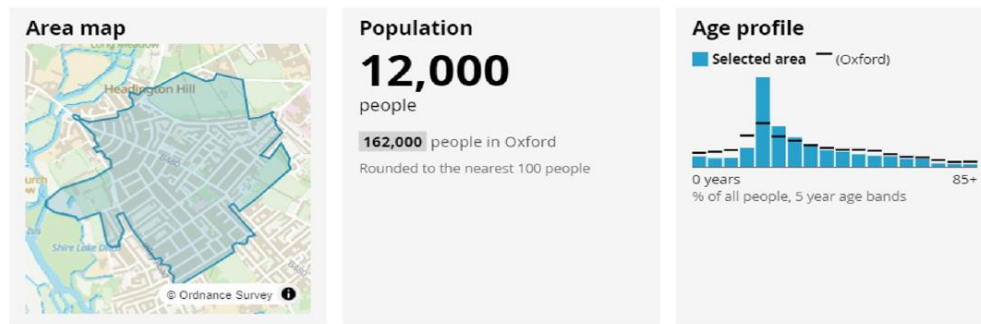 Area map
Headington Hill
B480
Shire Lake Ditch
B480
© Ordnance Survey
Population
12,000
people
162,000 people in Oxford
Rounded to the nearest 100 people
Age profile
Selected area (Oxford)
0 years 85+
% of all people, 5 year age bands